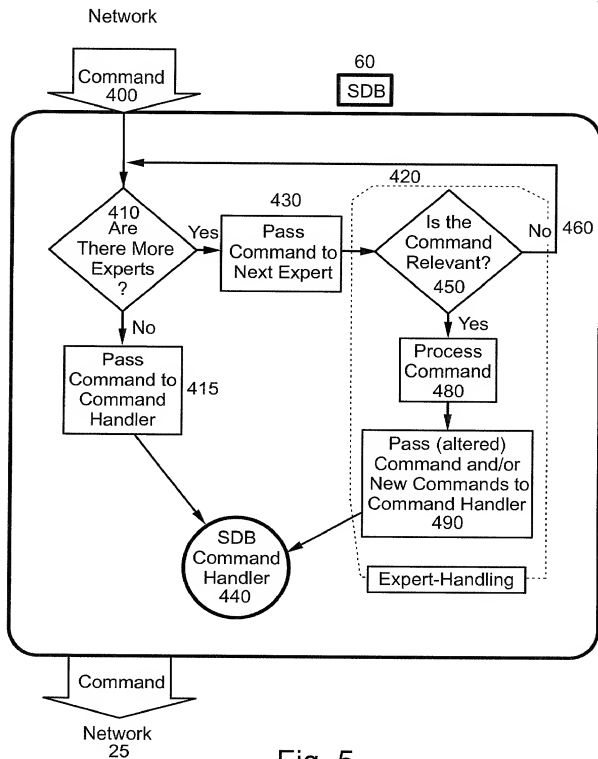 Network
Command
400
60
SDB
420
410
Are
There More
Experts
?
Yes
430
Pass
Command to
Next Expert
Is the
Command
Relevant?
450
No
460
No
Yes
Pass
Command to
Command
Handler
415
Process
Command
480
Pass (altered)
Command and/or
New Commands to
Command Handler
490
SDB
Command
Handler
440
Expert-Handling
Command
Network
25
Fig. 5